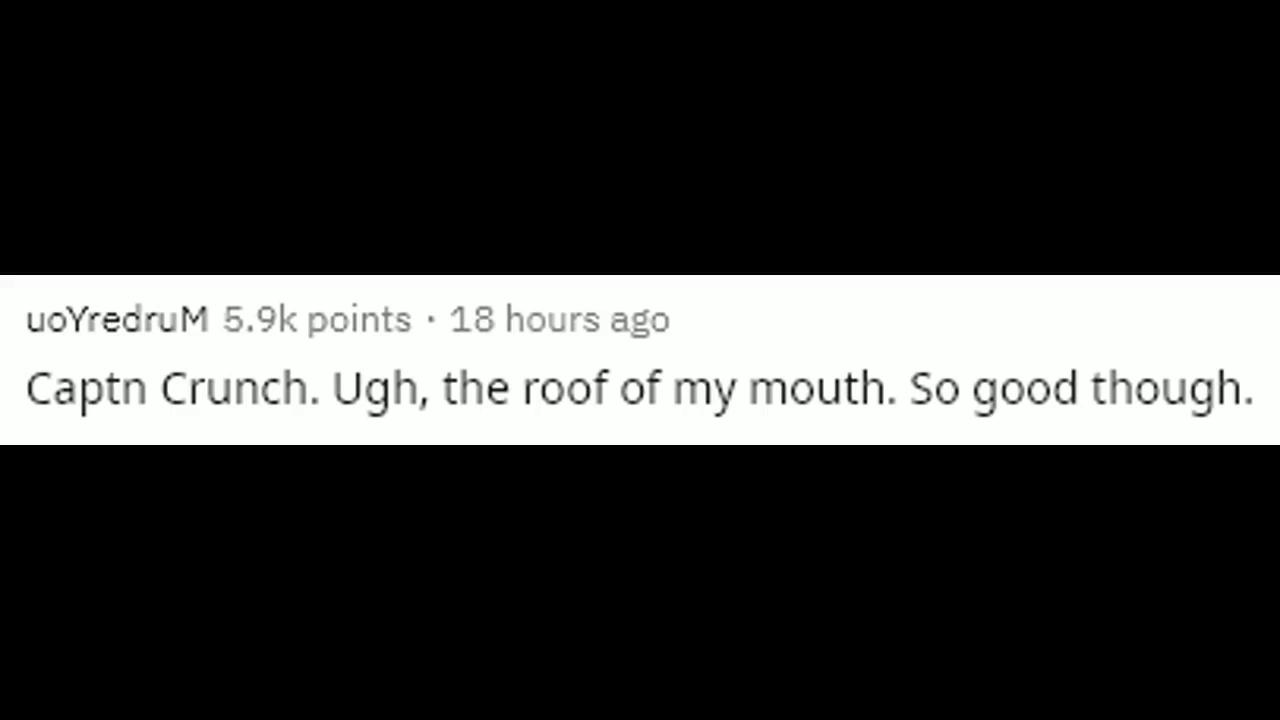 uoYredruM 5.9k points · 18 hours ago
Captn Crunch. Ugh, the roof of my mouth. So good though.